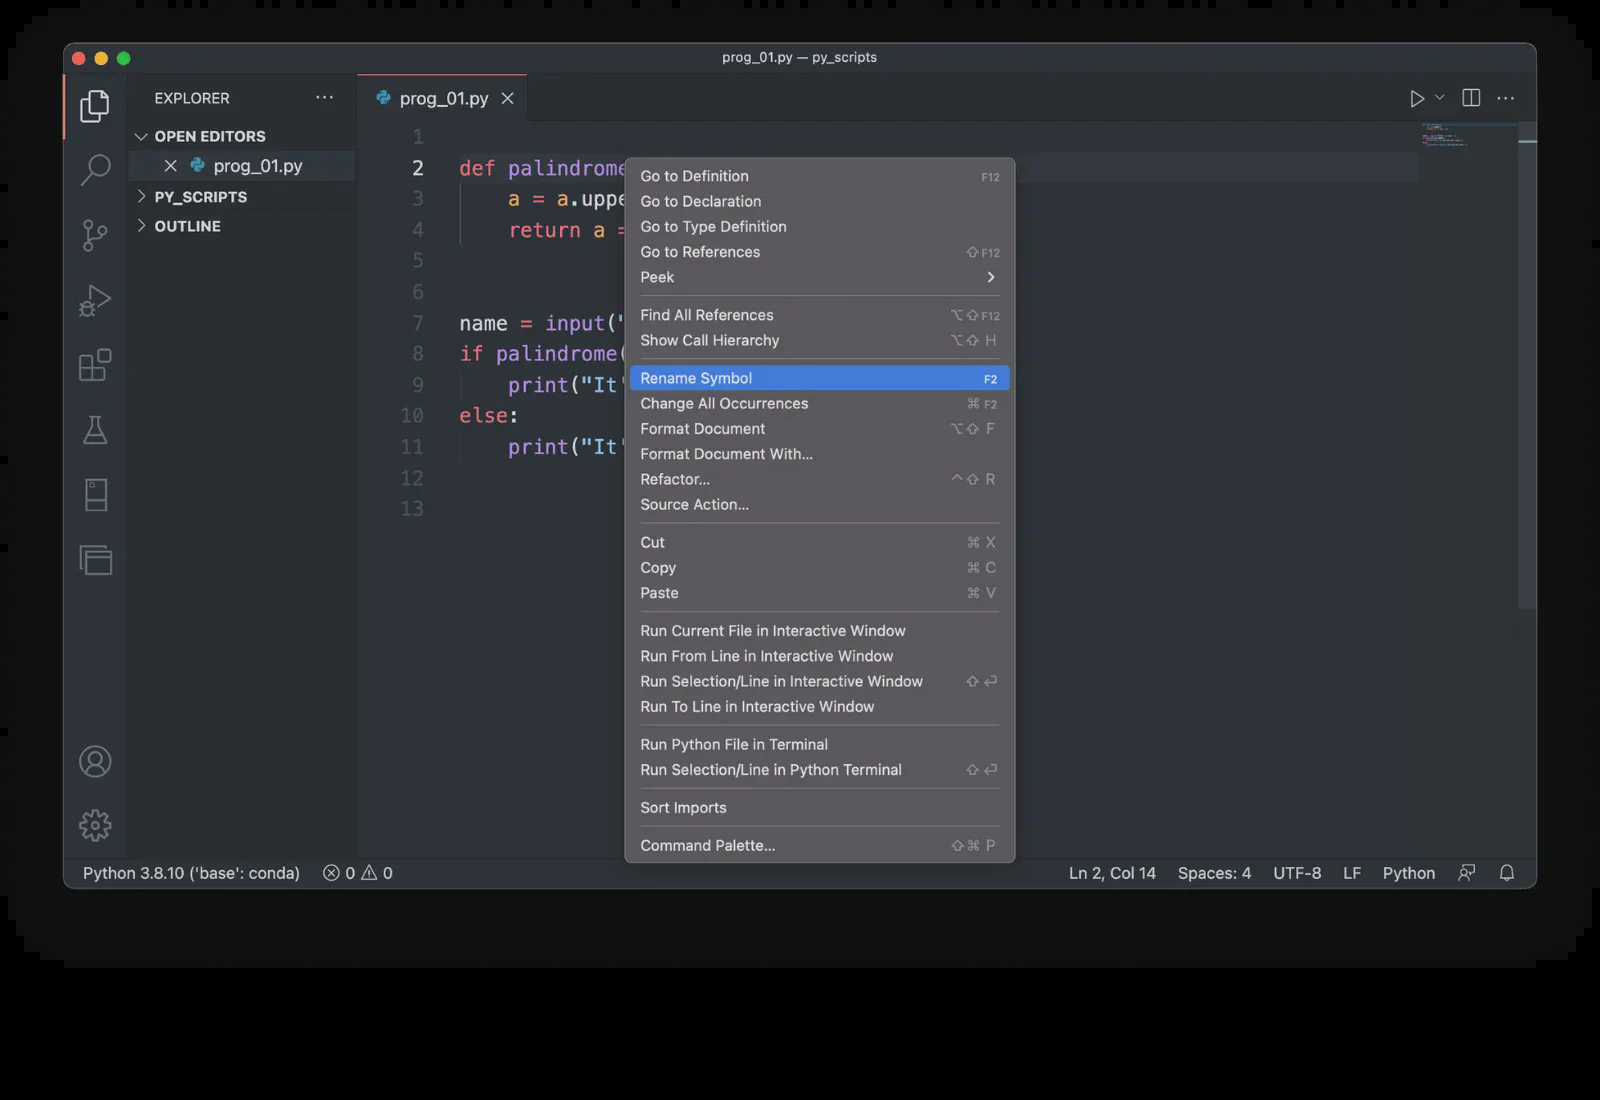 prog_01.py — py_scripts
EXPLORER ···
prog_01.py ×
OPEN EDITORS
× prog_01.py
PY_SCRIPTS
OUTLINE
1
2 def palindrome
3 a = a.uppe
4 return a =
5
6
7 name = input("
8 if palindrome(
9 print("It'
10 else:
11 print("It'
12
13
Go to Definition F12
Go to Declaration
Go to Type Definition
Go to References ⇧F12
Peek >
Find All References ⌥⇧F12
Show Call Hierarchy ⌥⇧ H
Rename Symbol F2
Change All Occurrences ⌘ F2
Format Document ⌥⇧ F
Format Document With...
Refactor... ^⇧ R
Source Action...
Cut ⌘ X
Copy ⌘ C
Paste ⌘ V
Run Current File in Interactive Window
Run From Line in Interactive Window
Run Selection/Line in Interactive Window ⇧ ⏎
Run To Line in Interactive Window
Run Python File in Terminal
Run Selection/Line in Python Terminal ⇧ ⏎
Sort Imports
Command Palette... ⇧⌘ P
Python 3.8.10 ('base': conda) 0 0 Ln 2, Col 14 Spaces: 4 UTF-8 LF Python